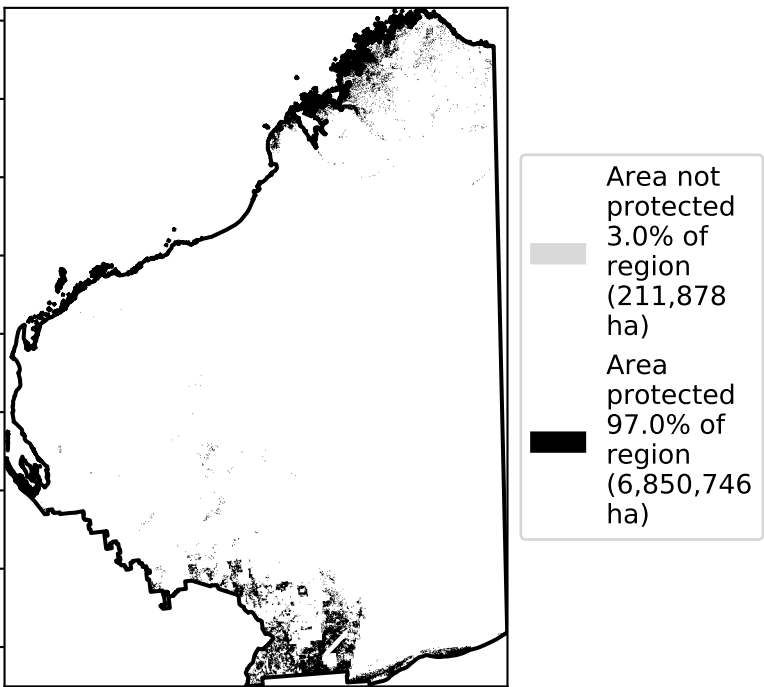 Area not
protected
3.0% of
region
(211,878
ha)
Area
protected
97.0% of
region
(6,850,746
ha)